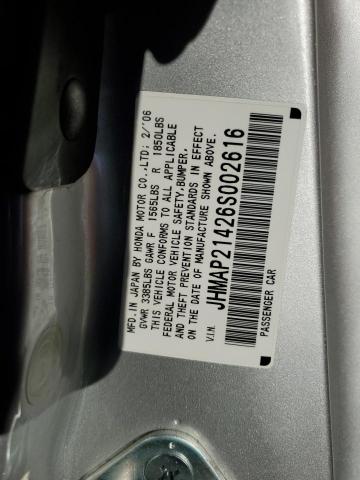 MFD.IN JAPAN BY HONDA MOTOR CO.,LTD; 2/'06
GVWR 3385LBS GAWR F 1565LBS R 1850LBS
THIS VEHICLE CONFORMS TO ALL APPLICABLE
FEDERAL MOTOR VEHICLE SAFETY,BUMPER,
AND THEFT PREVENTION STANDARDS IN EFFECT
ON THE DATE OF MANUFACTURE SHOWN ABOVE.
V.I.N. JHMAP21426S002616
PASSENGER CAR